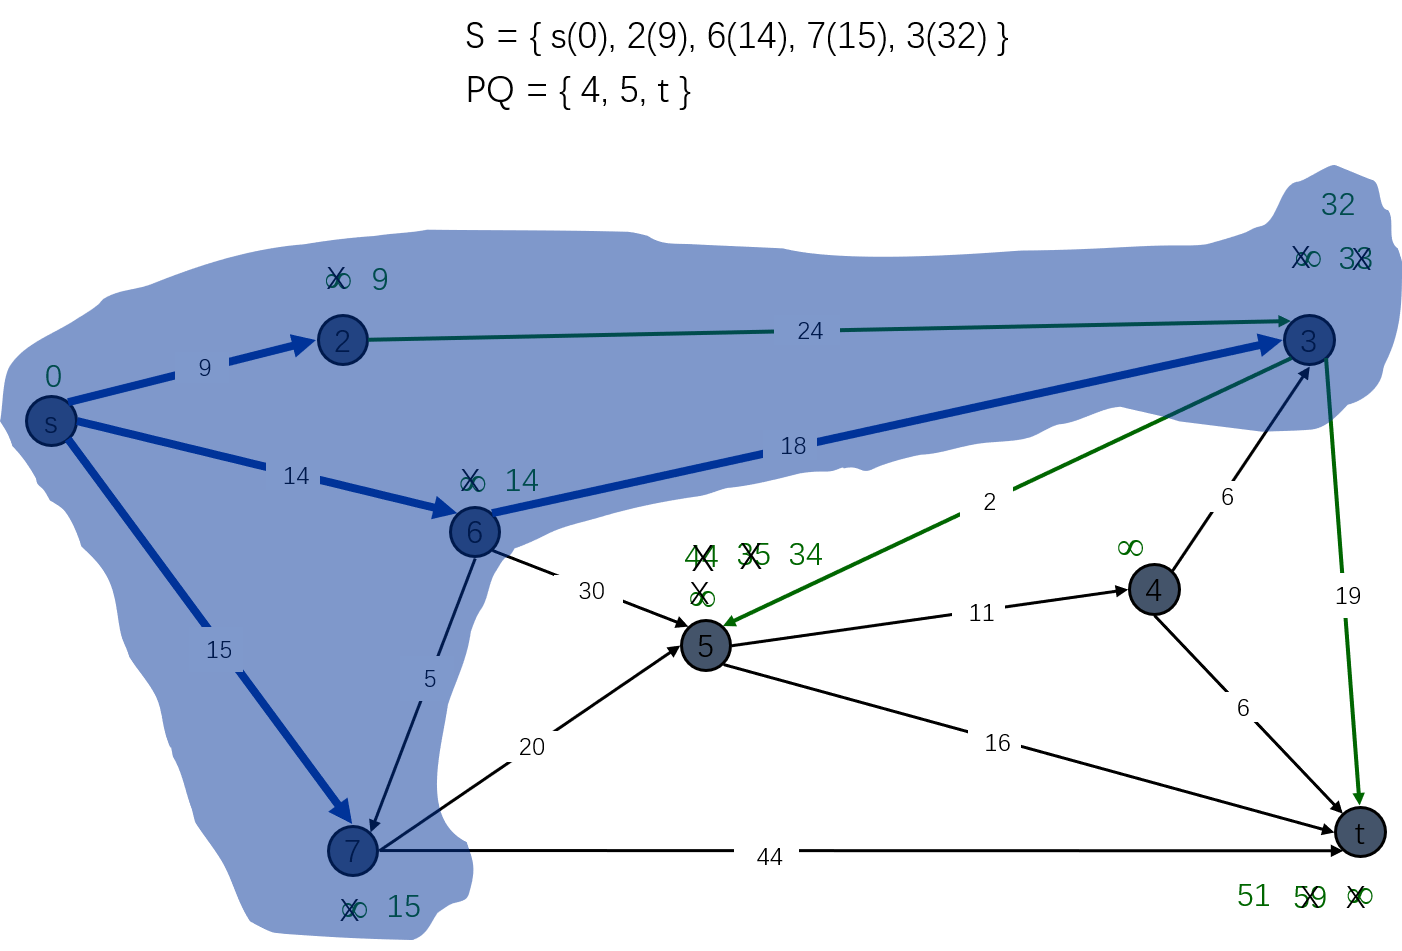 S = { s(0), 2(9), 6(14), 7(15), 3(32) }
PQ = { 4, 5, t }
32
∞ X 33 X
∞ X 9
2
24
3
9
0
s
18
14
∞ X 14
2
6
6
44 X 35 X 34
∞ X
∞
30
4
19
11
5
15
5
6
20
16
t
7
44
51 59 X ∞ X
∞ X 15